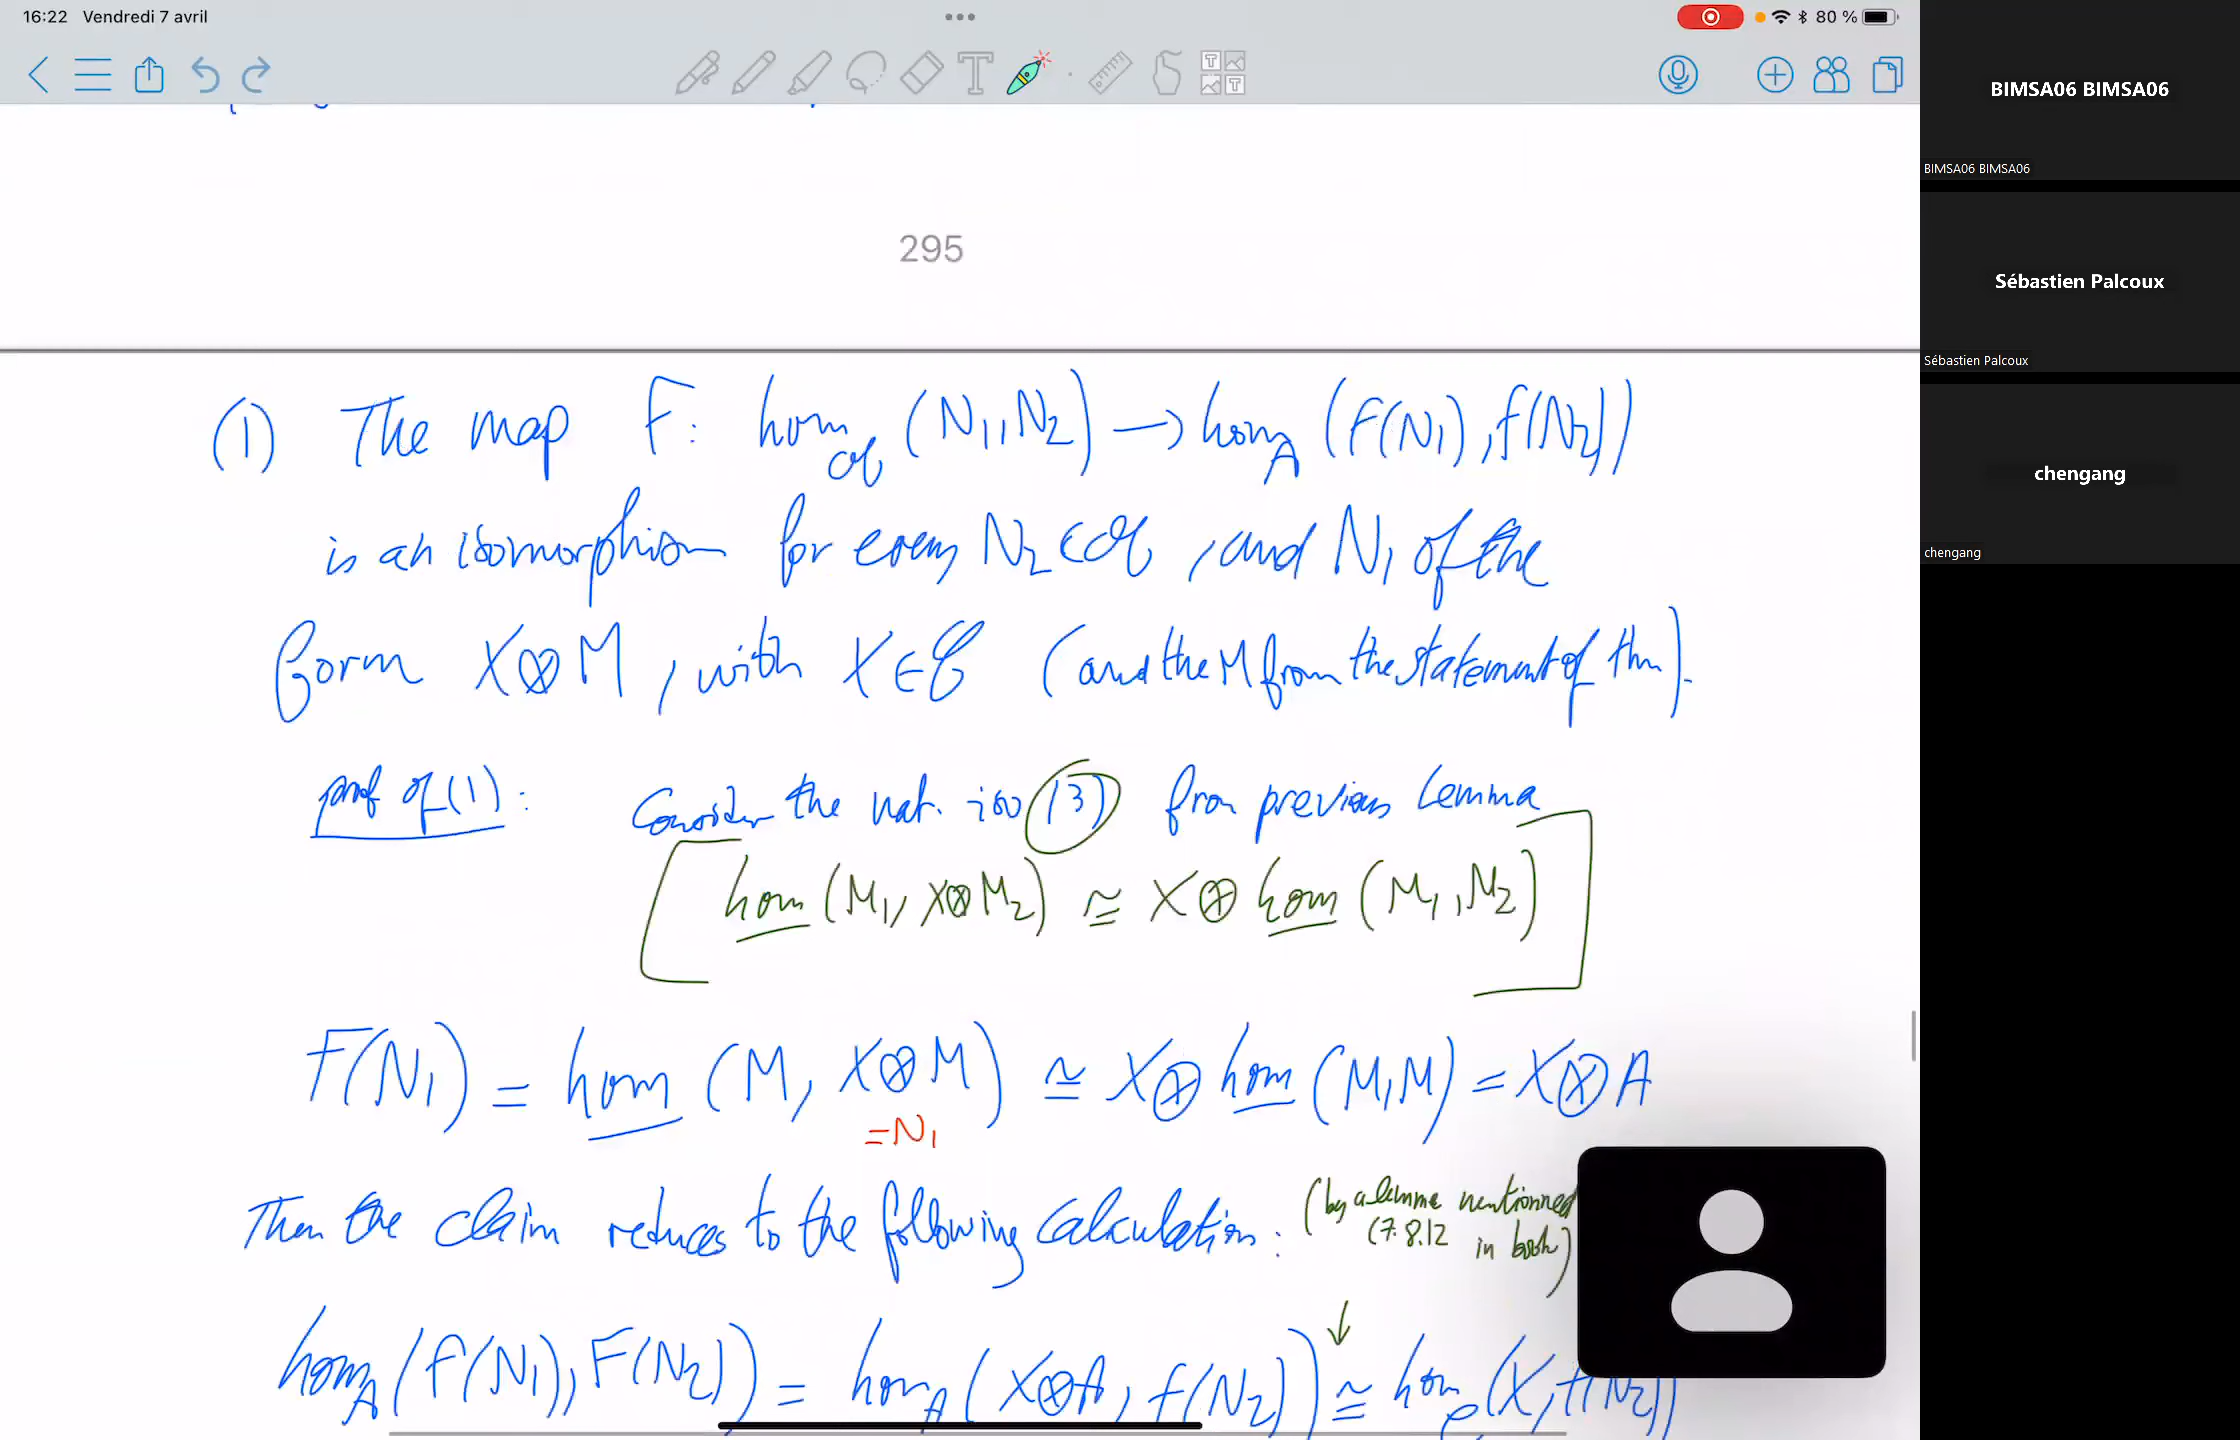 16:22 Vendredi 7 avril
80 %
295
(1) The map F: hom_𝓜 (N1, N2) → hom_A (F(N1), F(N2))
is an isomorphism for every N2 ∈ 𝓜, and N1 of the
form X⊗M, with X ∈ 𝒞 (and the M from the statement of thm).
proof of (1): Consider the nat. iso (3) from previous Lemma
[hom (M1, X⊗M2) ≅ X⊗hom (M1, M2)]
F(N1) = hom (M, X⊗M) ≅ X⊗hom (M, M) = X⊗A
=N1
Then the claim reduces to the following calculation: (by a lemma mentionned
(7.8.12 in book)
↓
hom_A (F(N1), F(N2)) = hom_A (X⊗A, F(N2)) ≅ hom_𝒞 (X, F(N2))
BIMSA06 BIMSA06
BIMSA06 BIMSA06
Sébastien Palcoux
Sébastien Palcoux
chengang
chengang